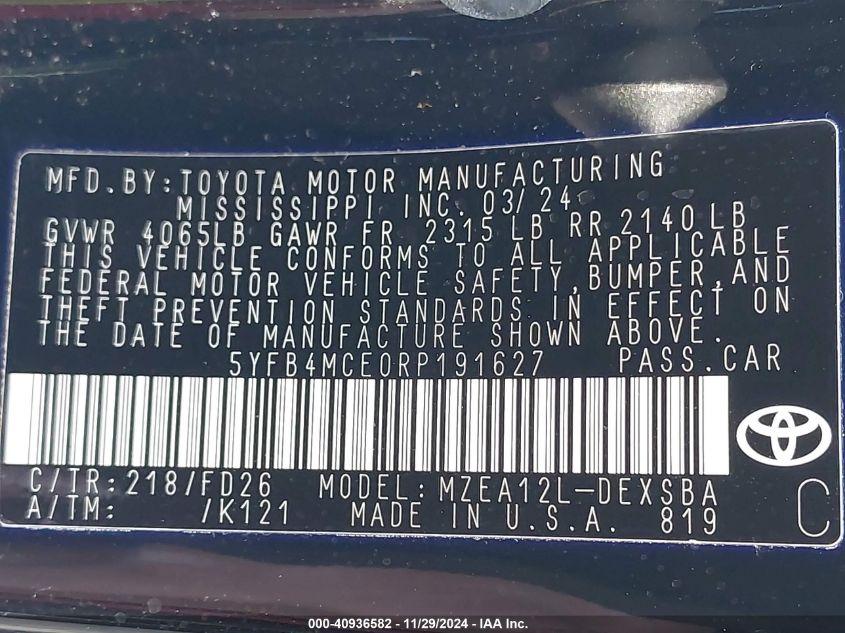 MFD.BY:TOYOTA MOTOR MANUFACTURING
MISSISSIPPI INC. 03/24
GVWR 4065LB GAWR FR 2315 LB RR 2140LB
THIS VEHICLE CONFORMS TO ALL APPLICABLE
FEDERAL MOTOR VEHICLE SAFETY,BUMPER,AND
THEFT PREVENTION STANDARDS IN EFFECT ON
THE DATE OF MANUFACTURE SHOWN ABOVE.
5YFB4MCE0RP191627 PASS.CAR
C/TR:218/FD26 MODEL:MZEA12L-DEXSBA
A/TM: /K121 MADE IN U.S.A. 819 C
000-40936582 - 11/29/2024 - IAA Inc.